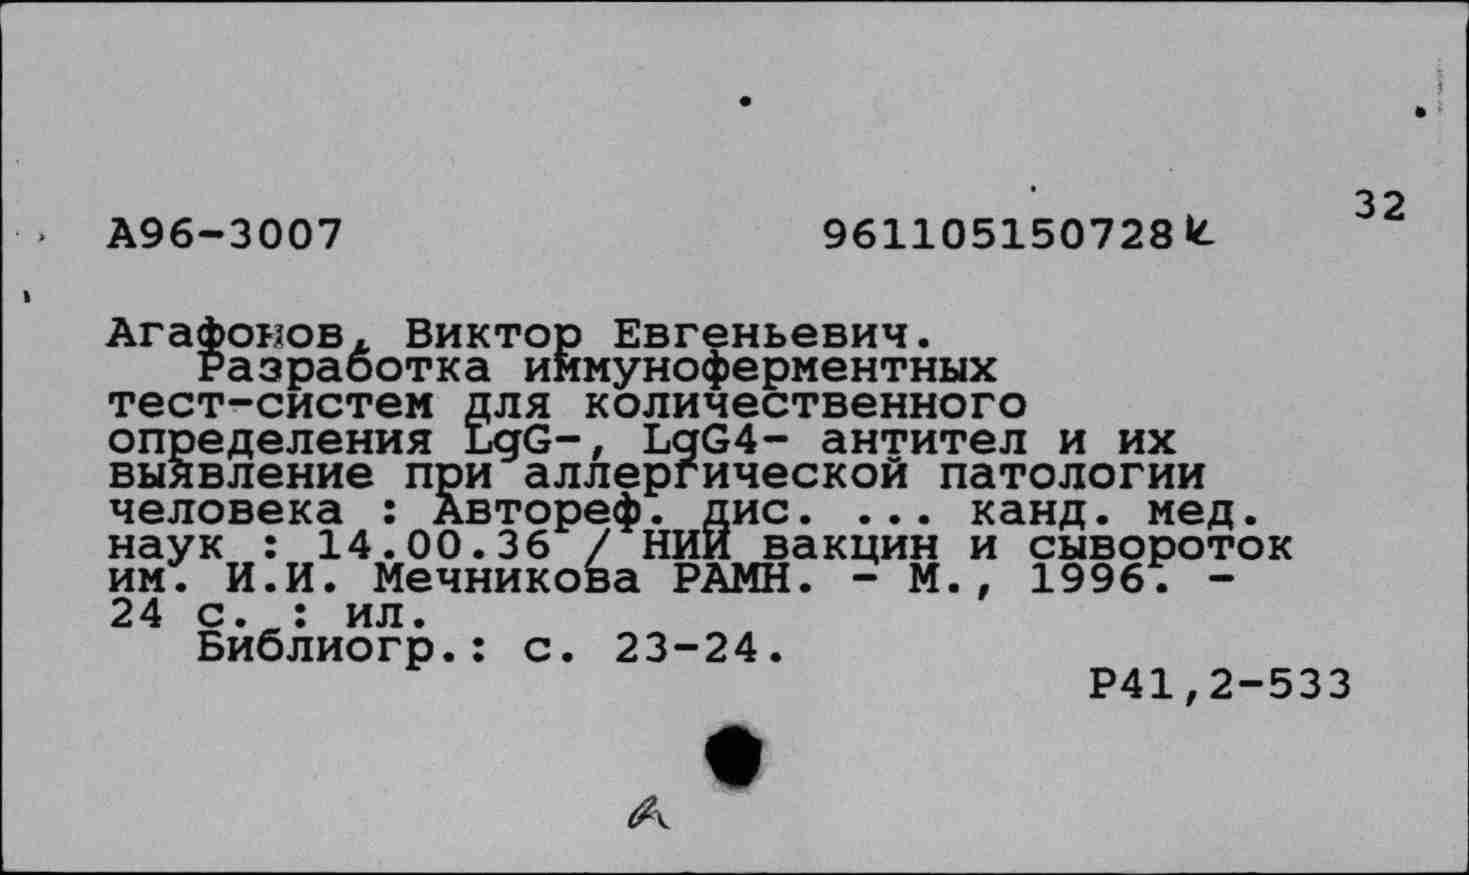 32
А96-3007 961105150728к
Агафонов, Виктор Евгеньевич.
Разработка иммуноферментных
тест-систем для количественного
определения LgG-, LgG4- антител и их
выявление при аллергической патологии
человека : Автореф. дис. ... канд. мед.
наук : 14.00.36 / НИИ вакцин и сывороток
им. И.И. Мечникова РАМН. - М., 1996. -
24 с. : ил.
Библиогр.: с. 23-24.
Р41,2-533
А